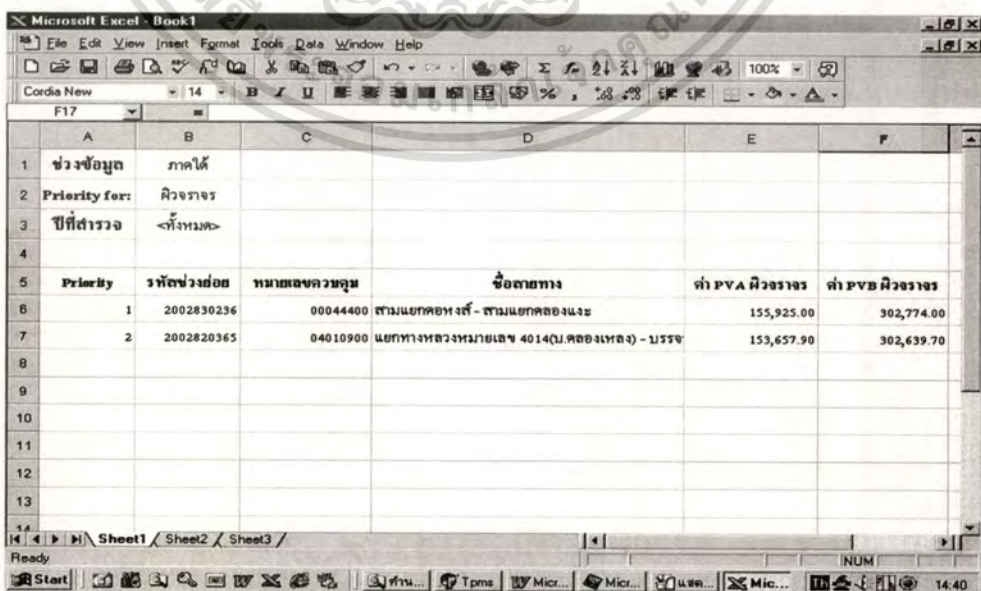 Microsoft Excel - Book1
File Edit View Insert Format Tools Data Window Help
100%
Cordia New 14 B I U
F17 =
A B C D E F
1 ช่วงข้อมูล ภาคใต้
2 Priority for: ผิวจราจร
3 ปีที่สำรวจ <ทั้งหมด>
4
5 Priority รหัสช่วงย่อย หมายเลขควบคุม ชื่อสายทาง ค่า PVA ผิวจราจร ค่า PVB ผิวจราจร
6 1 2002830236 00044400 สามแยกคอหงส์ - สามแยกคลองแงะ 155,925.00 302,774.00
7 2 2002820365 04010900 แยกทางหลวงหมายเลข 4014(บ.คลองเหลง) - บรรจ 153,657.90 302,639.70
8
9
10
11
12
13
14
Sheet1 Sheet2 Sheet3
Ready NUM
Start Tpms Micr... Micr... Mic... Th 14:40